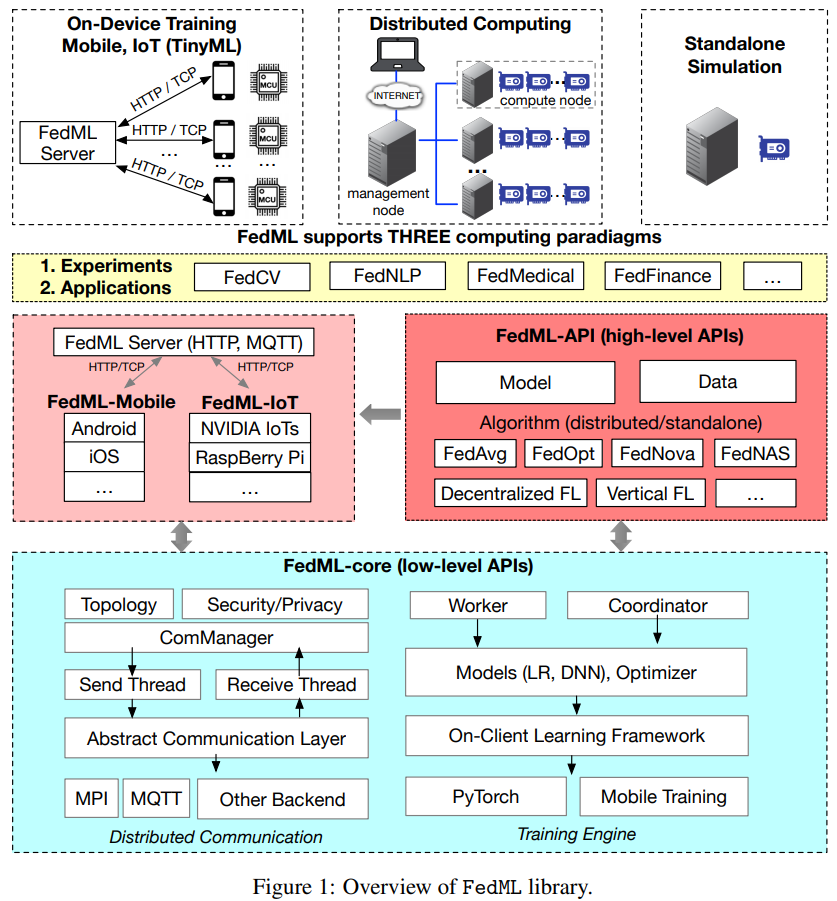 On-Device Training
Mobile, IoT (TinyML)
HTTP / TCP
MCU
FedML
Server
HTTP / TCP
...
...
MCU
...
HTTP / TCP
MCU
Distributed Computing
INTERNET
...
compute node
...
...
management
node
...
Standalone
Simulation
FedML supports THREE computing paradiagms
1. Experiments
2. Applications
FedCV
FedNLP
FedMedical
FedFinance
...
FedML Server (HTTP, MQTT)
HTTP/TCP
HTTP/TCP
FedML-Mobile
FedML-IoT
Android
iOS
...
NVIDIA IoTs
RaspBerry Pi
...
FedML-API (high-level APIs)
Model
Data
Algorithm (distributed/standalone)
FedAvg
FedOpt
FedNova
FedNAS
Decentralized FL
Vertical FL
...
FedML-core (low-level APIs)
Topology
Security/Privacy
ComManager
Send Thread
Receive Thread
Abstract Communication Layer
MPI
MQTT
Other Backend
Distributed Communication
Worker
Coordinator
Models (LR, DNN), Optimizer
On-Client Learning Framework
PyTorch
Mobile Training
Training Engine
Figure 1: Overview of FedML library.